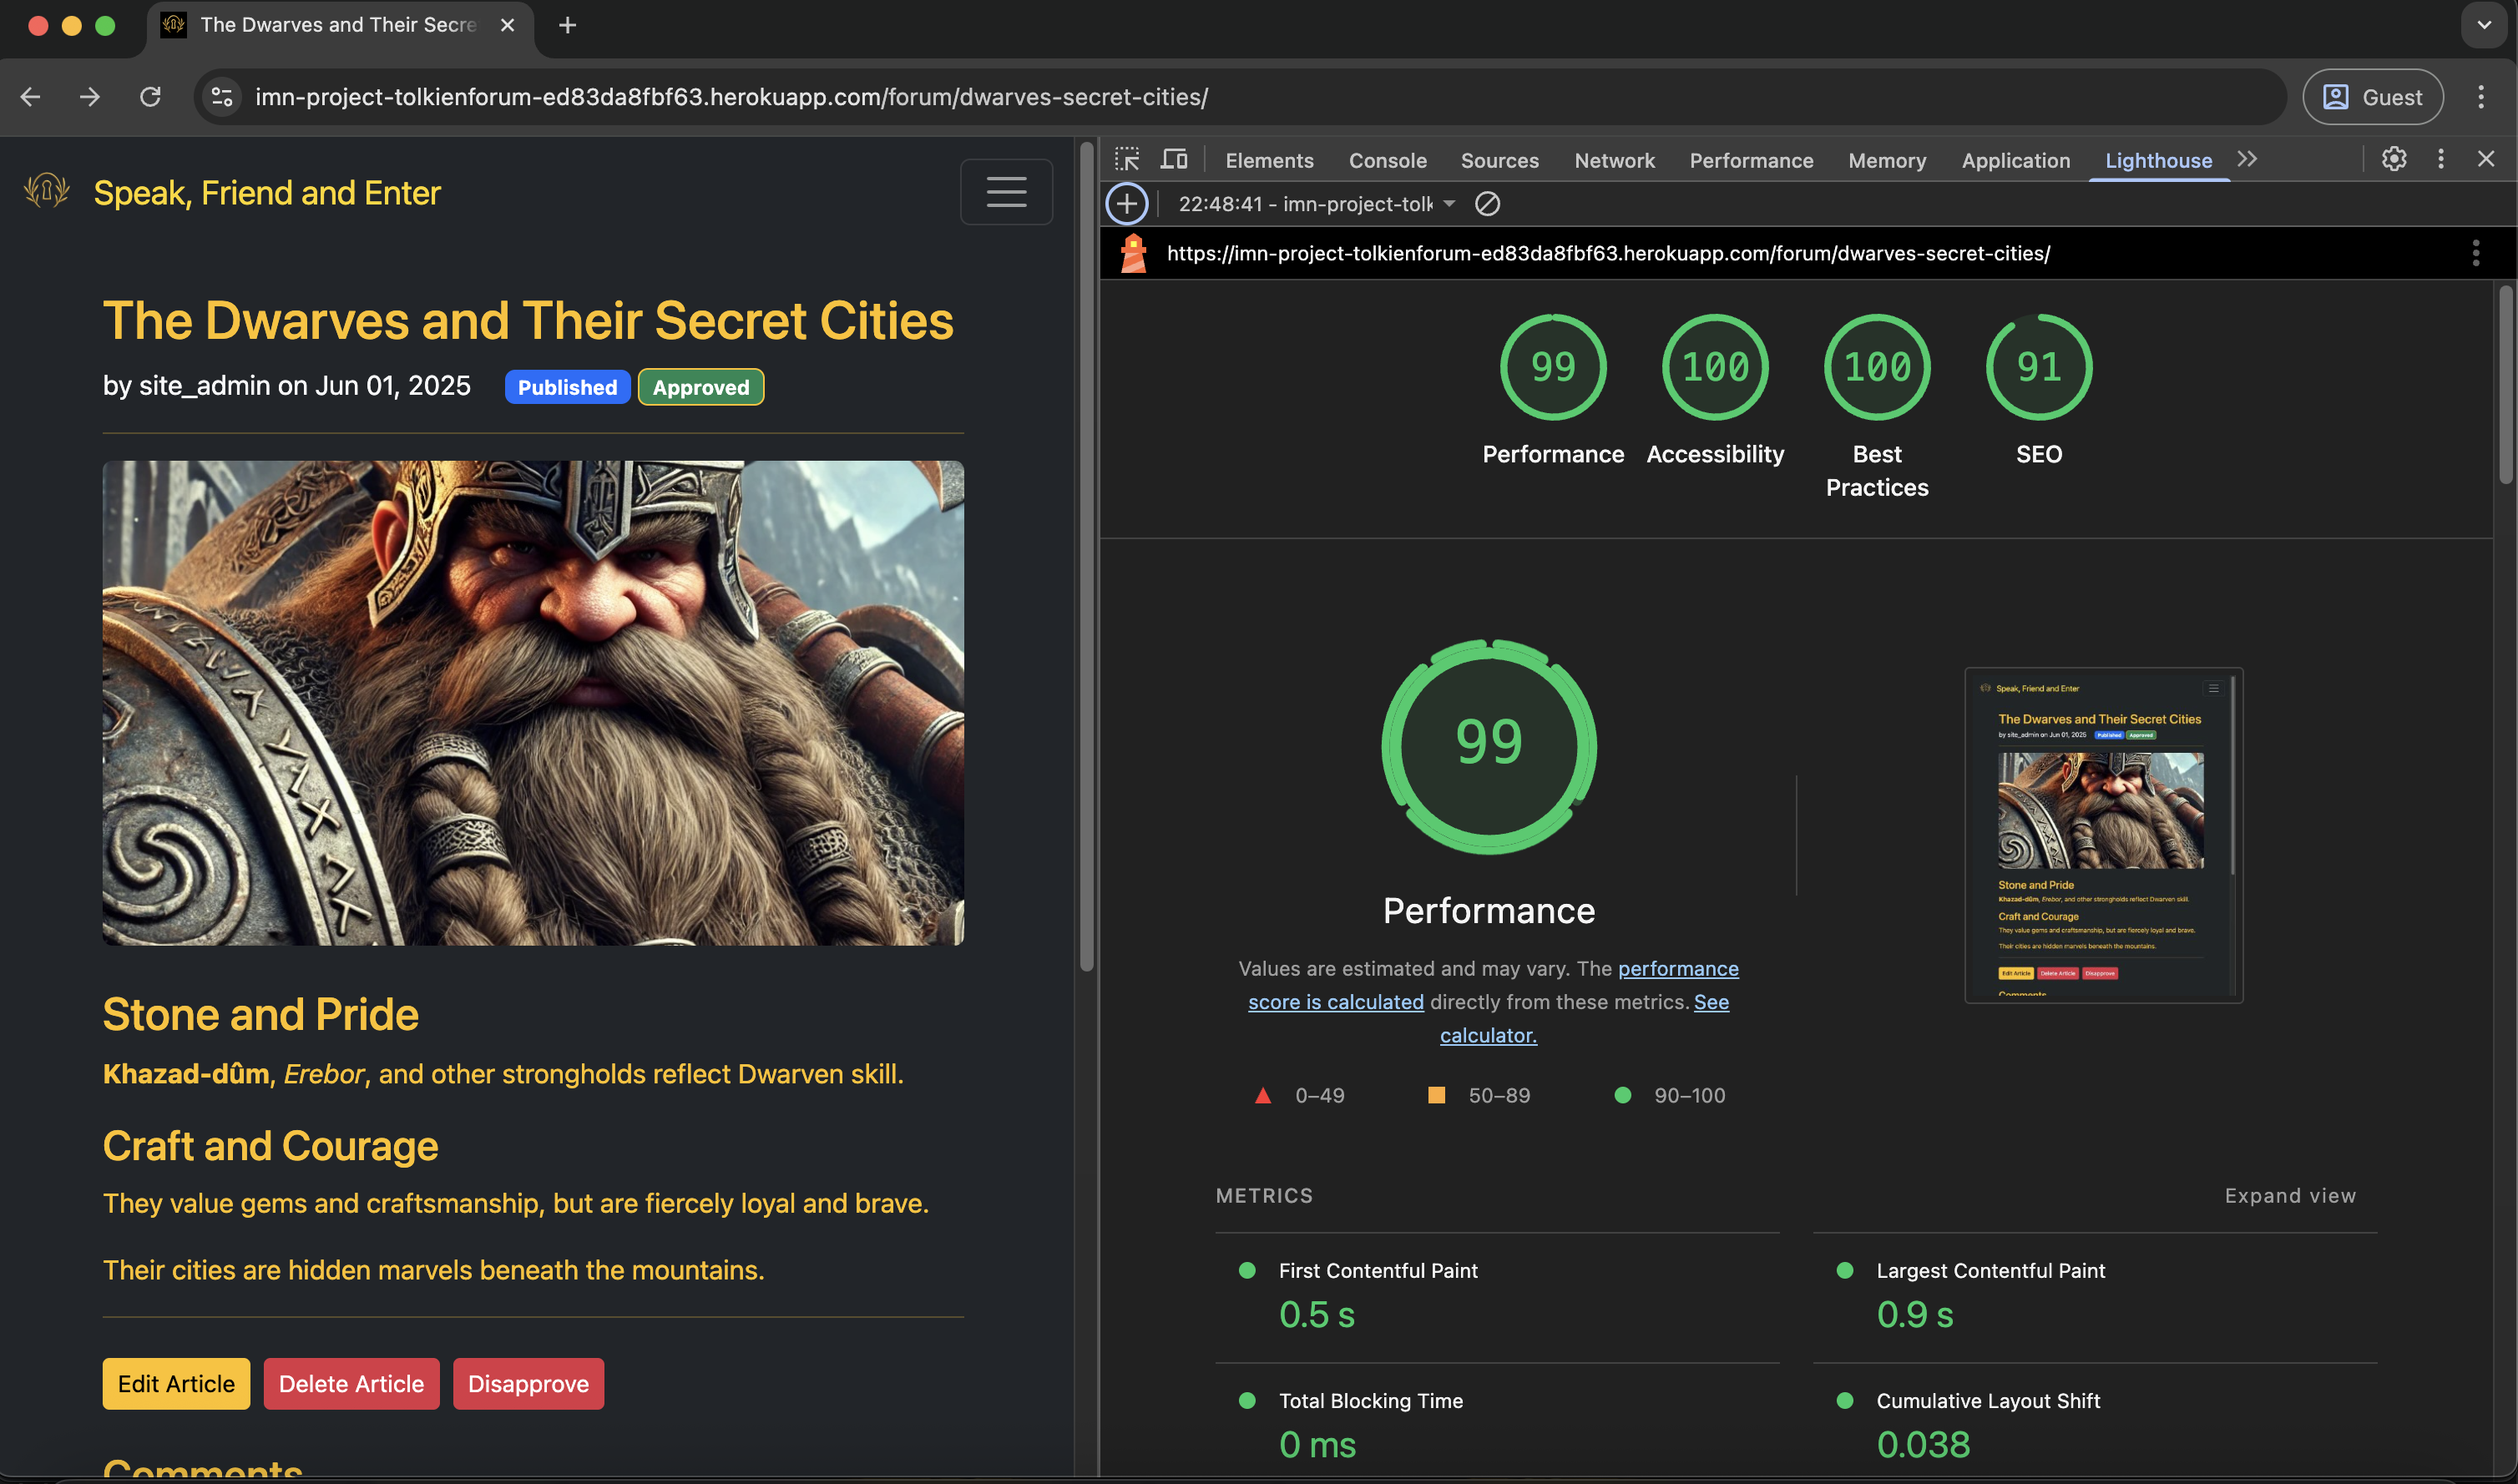 The Dwarves and Their Secre
imn-project-tolkienforum-ed83da8fbf63.herokuapp.com/forum/dwarves-secret-cities/
Guest
Speak, Friend and Enter
The Dwarves and Their Secret Cities
by site_admin on Jun 01, 2025 Published Approved
Stone and Pride
Khazad-dûm, Erebor, and other strongholds reflect Dwarven skill.
Craft and Courage
They value gems and craftsmanship, but are fiercely loyal and brave.
Their cities are hidden marvels beneath the mountains.
Edit Article Delete Article Disapprove
Comments
Elements Console Sources Network Performance Memory Application Lighthouse
22:48:41 - imn-project-tolk
https://imn-project-tolkienforum-ed83da8fbf63.herokuapp.com/forum/dwarves-secret-cities/
99 100 100 91
Performance Accessibility Best Practices SEO
99
Performance
Values are estimated and may vary. The performance
score is calculated directly from these metrics. See
calculator.
0–49 50–89 90–100
Speak, Friend and Enter
The Dwarves and Their Secret Cities
by site_admin on Jun 01, 2025 Published Approved
Stone and Pride
Khazad-dûm, Erebor, and other strongholds reflect Dwarven skill.
Craft and Courage
They value gems and craftsmanship, but are fiercely loyal and brave.
Their cities are hidden marvels beneath the mountains.
Edit Article Delete Article Disapprove
Comments
METRICS Expand view
First Contentful Paint
0.5 s
Largest Contentful Paint
0.9 s
Total Blocking Time
0 ms
Cumulative Layout Shift
0.038